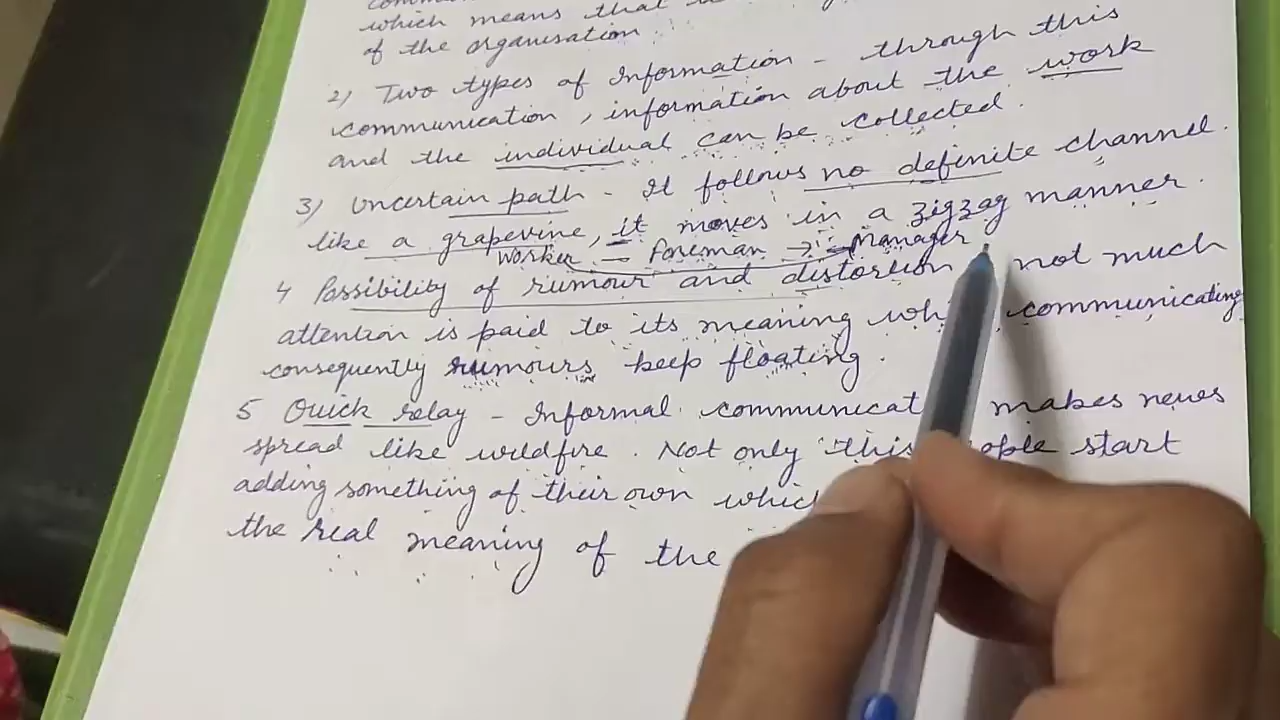 which means that
of the organisation.
2) Two types of Information - through this
communication, information about the work
and the individual can be collected.
3) Uncertain path - It follows no definite channel.
like a grapevine, it moves in a zigzag manner.
Worker - Foreman → Manager
4 Possibility of rumour and distortion not much
attention is paid to its meaning communicating
consequently rumours keep floating.
5 Quick relay - Informal makes news
spread like wildfire. Not only this start
adding something of their own
the real meaning of the